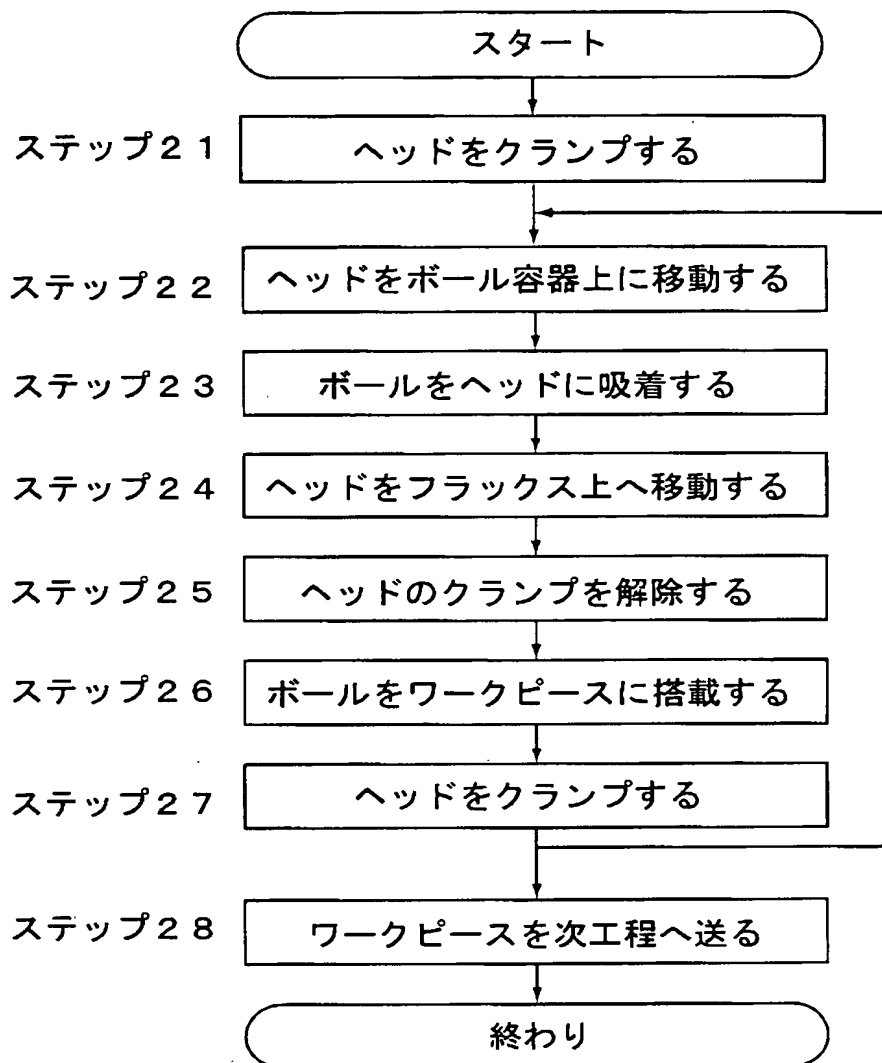 スタート
ステップ21 ヘッドをクランプする
ステップ22 ヘッドをボール容器上に移動する
ステップ23 ボールをヘッドに吸着する
ステップ24 ヘッドをフラックス上へ移動する
ステップ25 ヘッドのクランプを解除する
ステップ26 ボールをワークピースに搭載する
ステップ27 ヘッドをクランプする
ステップ28 ワークピースを次工程へ送る
終わり